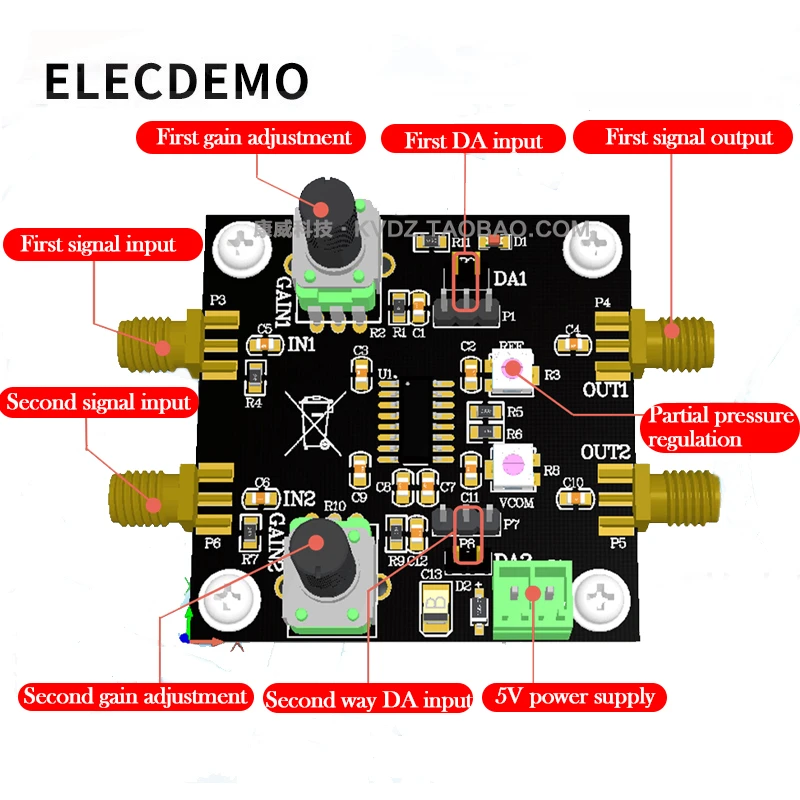 ELECDEMO
First gain adjustment
First DA input
First signal output
康威科技 · KVDZ.TAOBAO.COM
First signal input
R11
D1
DA1
GAIN1
P3
P4
R2
R1
C1
P1
C5
IN1
C4
C3
C2
REF
U1
R3
R4
OUT1
Second signal input
R5
Partial pressure
regulation
R6
OUT2
C9
C8
C7
R8
VCOM
C6
IN2
R10
C11
C10
P7
GAIN2
P6
R7
R9
C12
P8
DA2
P5
C13
D2
+
B
Y
X
Second gain adjustment
Second way DA input
5V power supply